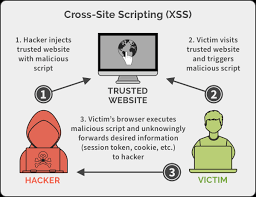 Cross-Site Scripting (XSS)
1. Hacker injects
trusted website
with malicious
script
2. Victim visits
trusted website
and triggers
malicious script
1
TRUSTED
WEBSITE
2
3. Victim's browser executes
malicious script and unknowingly
forwards desired information
(session token, cookie, etc.)
to hacker
HACKER
3
VICTIM